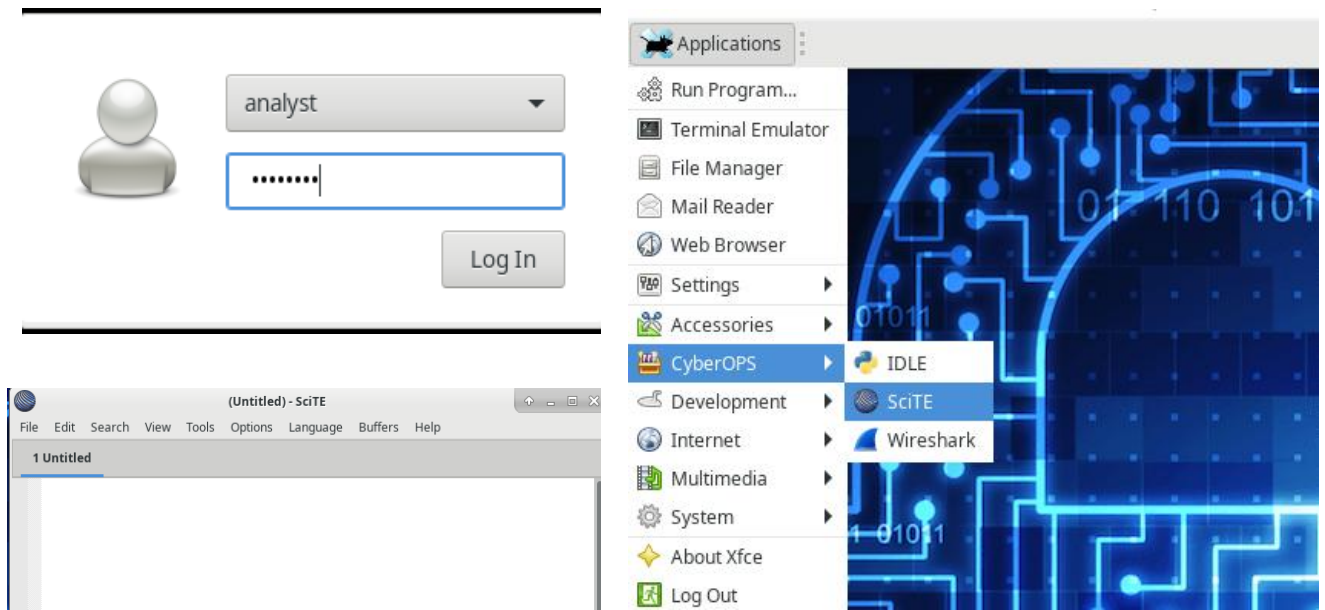 analyst
••••••••
Log In
(Untitled) - SciTE
File Edit Search View Tools Options Language Buffers Help
1 Untitled
Applications
Run Program...
Terminal Emulator
File Manager
Mail Reader
Web Browser
Settings
Accessories
CyberOPS
Development
Internet
Multimedia
System
About Xfce
Log Out
IDLE
SciTE
Wireshark
01 110 101
01011
1 01011